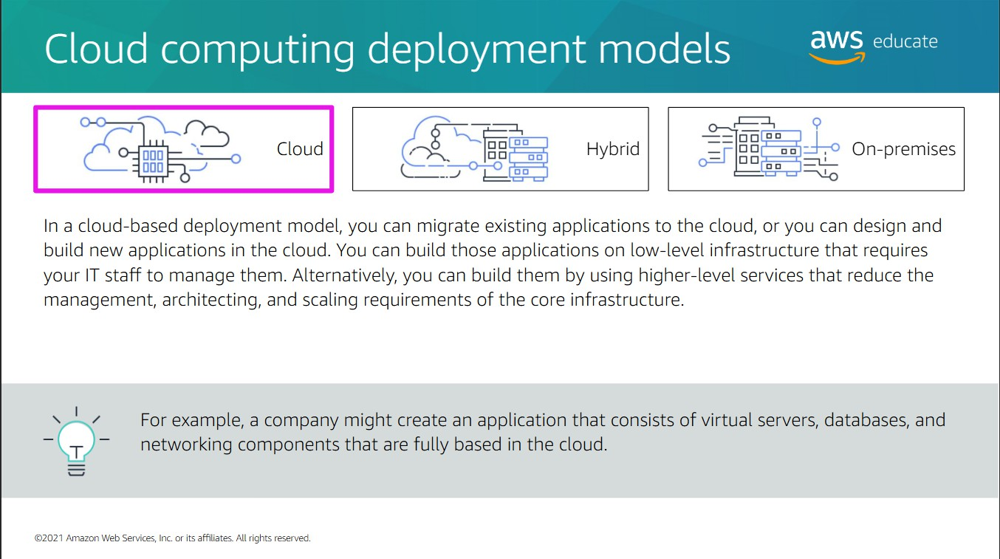 Cloud computing deployment models
aws educate
Cloud
Hybrid
On-premises
In a cloud-based deployment model, you can migrate existing applications to the cloud, or you can design and
build new applications in the cloud. You can build those applications on low-level infrastructure that requires
your IT staff to manage them. Alternatively, you can build them by using higher-level services that reduce the
management, architecting, and scaling requirements of the core infrastructure.
For example, a company might create an application that consists of virtual servers, databases, and
networking components that are fully based in the cloud.
©2021 Amazon Web Services, Inc. or its affiliates. All rights reserved.